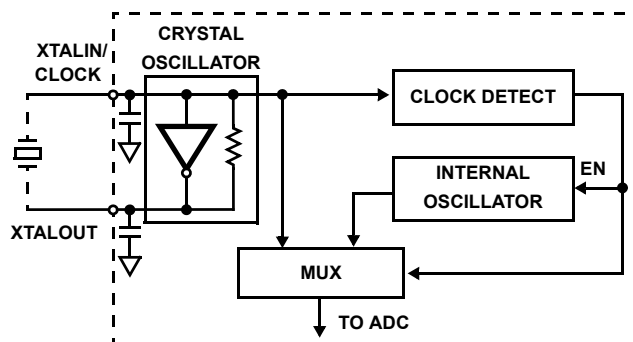 CRYSTAL
OSCILLATOR
XTALIN/
CLOCK
CLOCK DETECT
INTERNAL
OSCILLATOR
EN
XTALOUT
MUX
TO ADC